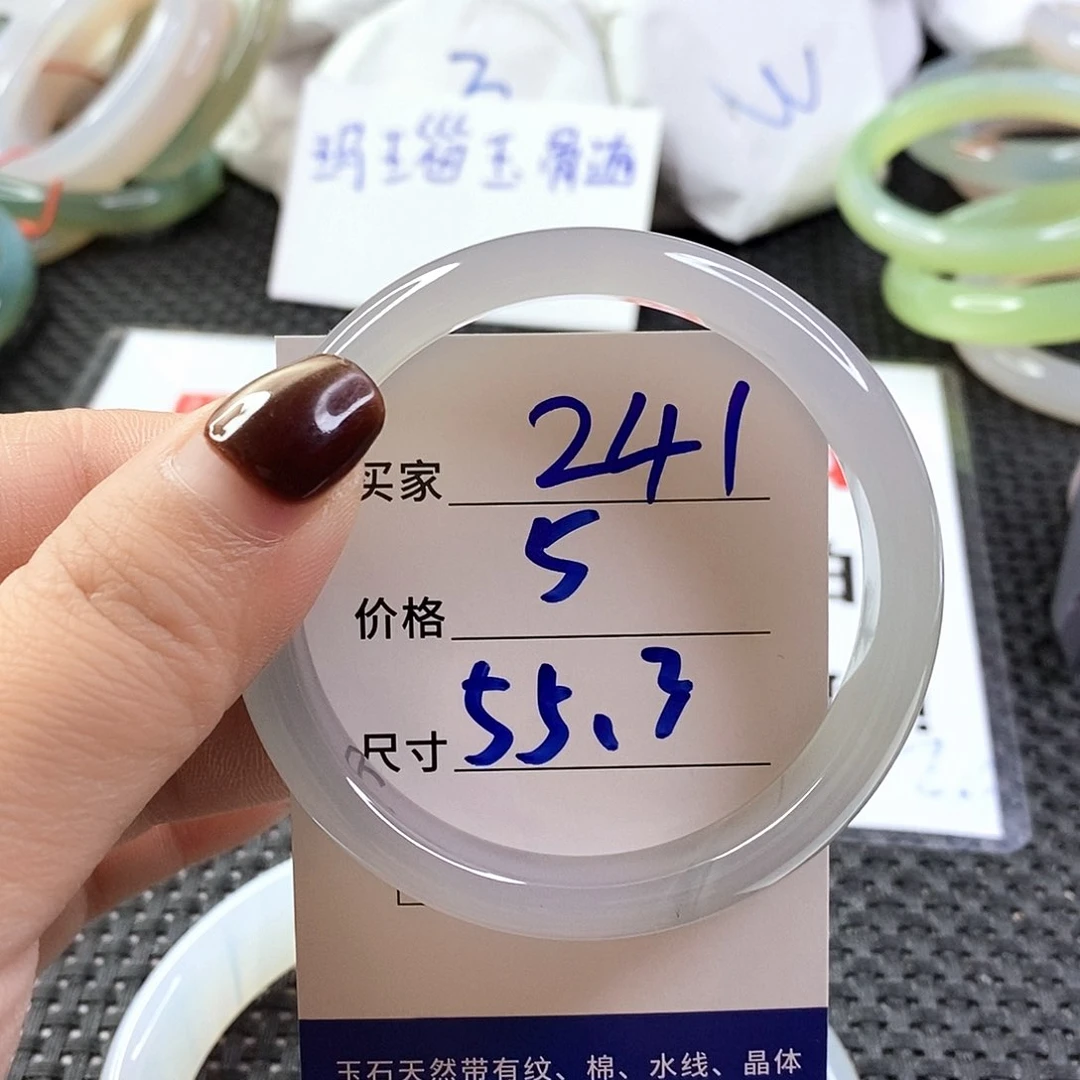 玛瑙玉骨髓
买家 241
价格 5
尺寸 55.3
玉石天然带有纹、棉、水线、晶体